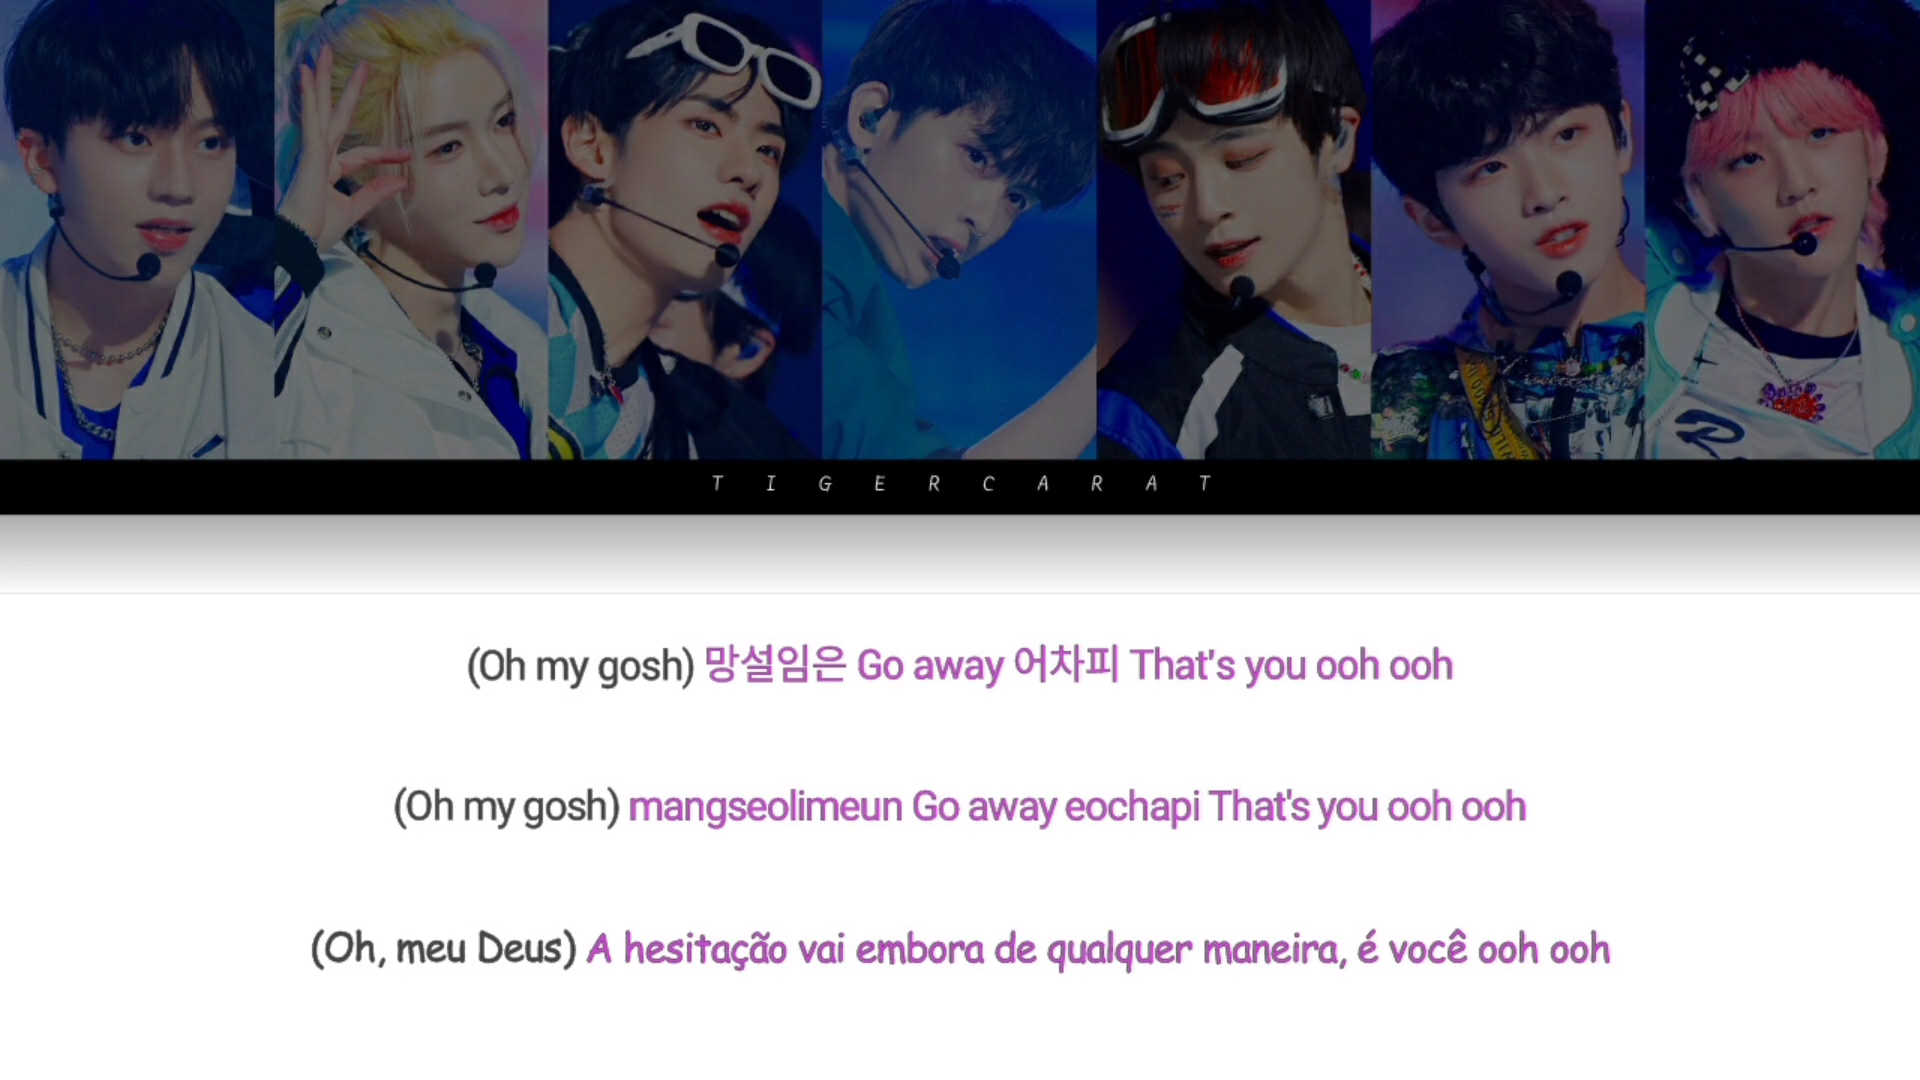 T I G E R C A R A T
(Oh my gosh) 망설임은 Go away 어차피 That's you ooh ooh
(Oh my gosh) mangseolimeun Go away eochapi That's you ooh ooh
(Oh, meu Deus) A hesitação vai embora de qualquer maneira, é você ooh ooh